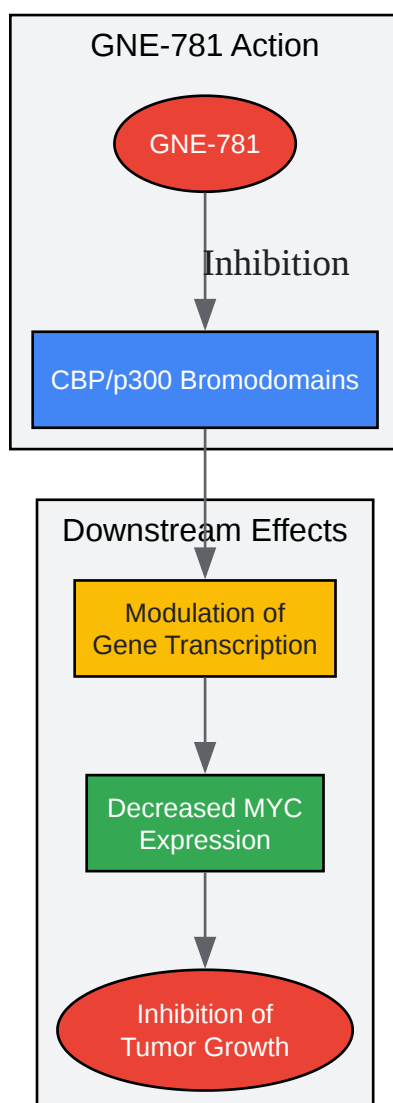 GNE-781 Action
GNE-781
Inhibition
CBP/p300 Bromodomains
Downstream Effects
Modulation of
Gene Transcription
Decreased MYC
Expression
Inhibition of
Tumor Growth